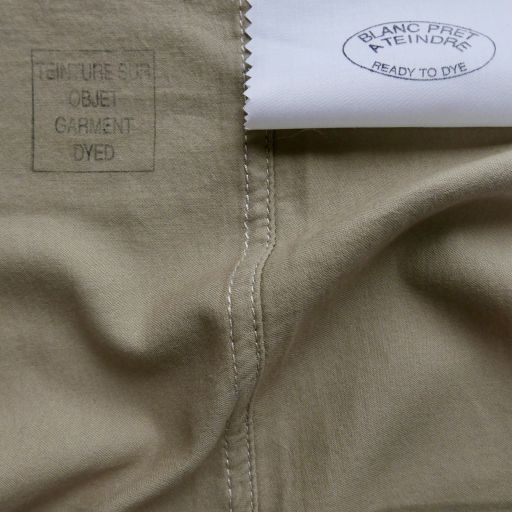 TEINTURE SUR
OBJET
GARMENT
DYED
BLANC PRET
A TEINDRE
READY TO DYE